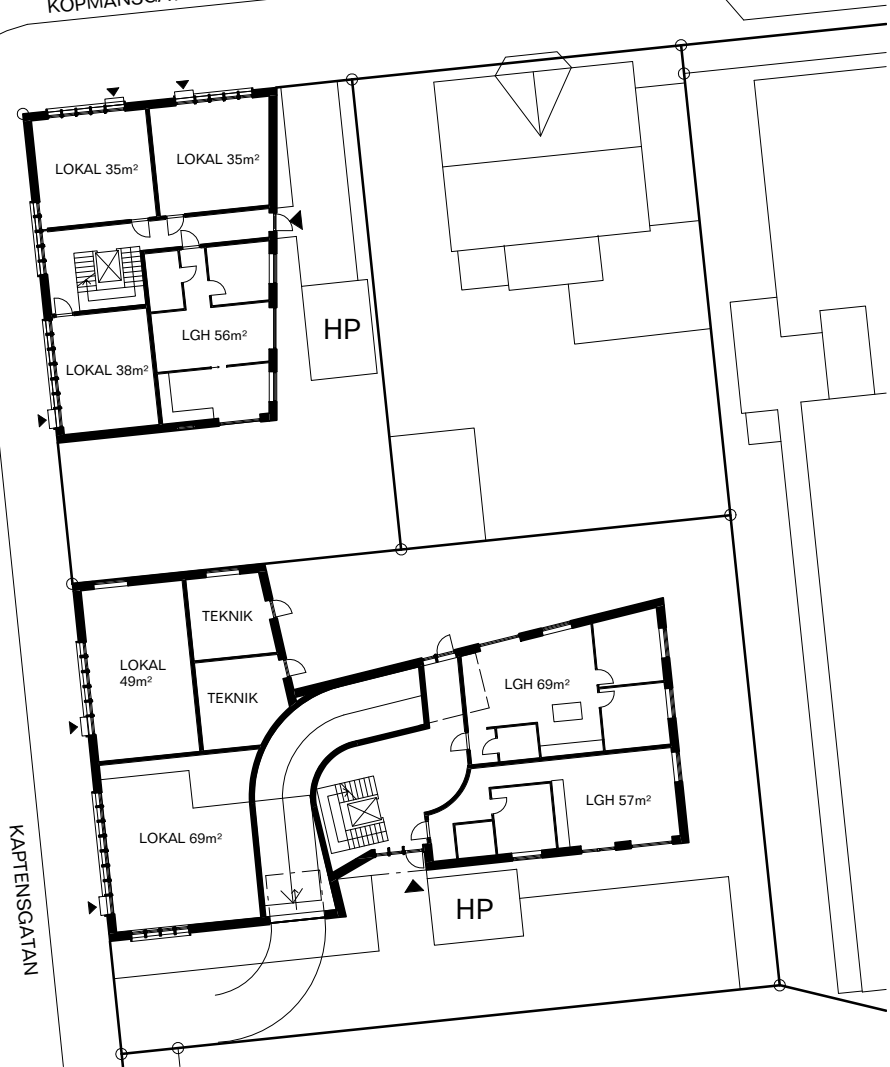 KÖPMANSGA
LOKAL 35m²
LOKAL 35m²
LGH 56m²
HP
LOKAL 38m²
TEKNIK
LOKAL
49m²
TEKNIK
LGH 69m²
LGH 57m²
LOKAL 69m²
HP
KAPTENSGATAN